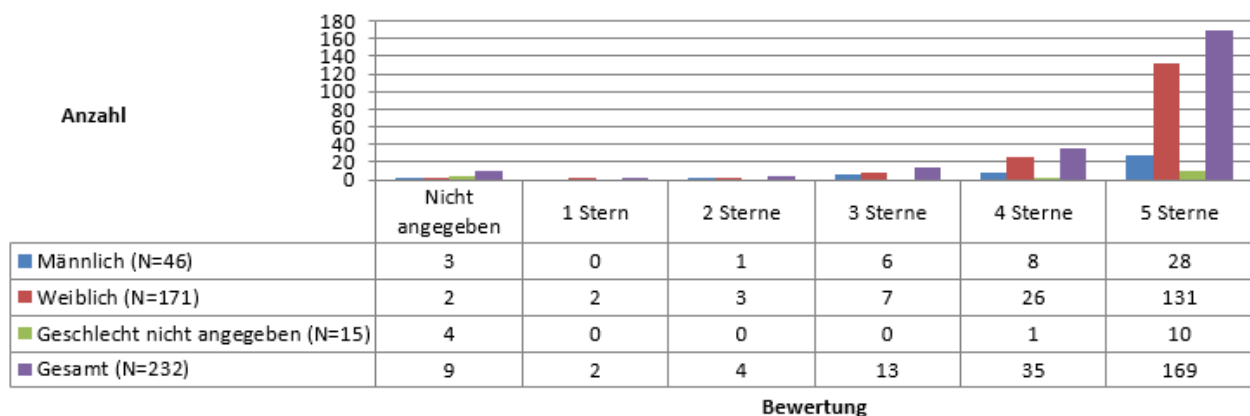 180
160
140
120
100
80
60
40
20
0
Anzahl
Nicht angegeben 1 Stern 2 Sterne 3 Sterne 4 Sterne 5 Sterne
Männlich (N=46) 3 0 1 6 8 28
Weiblich (N=171) 2 2 3 7 26 131
Geschlecht nicht angegeben (N=15) 4 0 0 0 1 10
Gesamt (N=232) 9 2 4 13 35 169
Bewertung